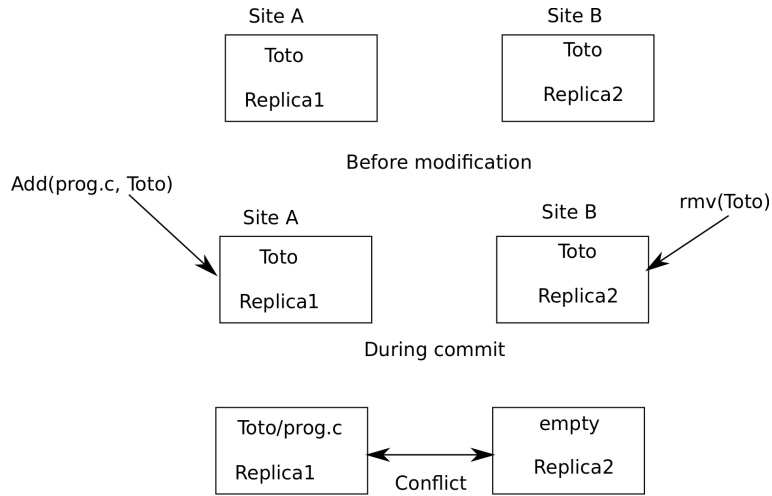 Site A
Site B
Toto
Toto
Replica1
Replica2
Before modification
Add(prog.c, Toto)
rmv(Toto)
Site A
Site B
Toto
Toto
Replica1
Replica2
During commit
Toto/prog.c
empty
Replica1
Replica2
Conflict